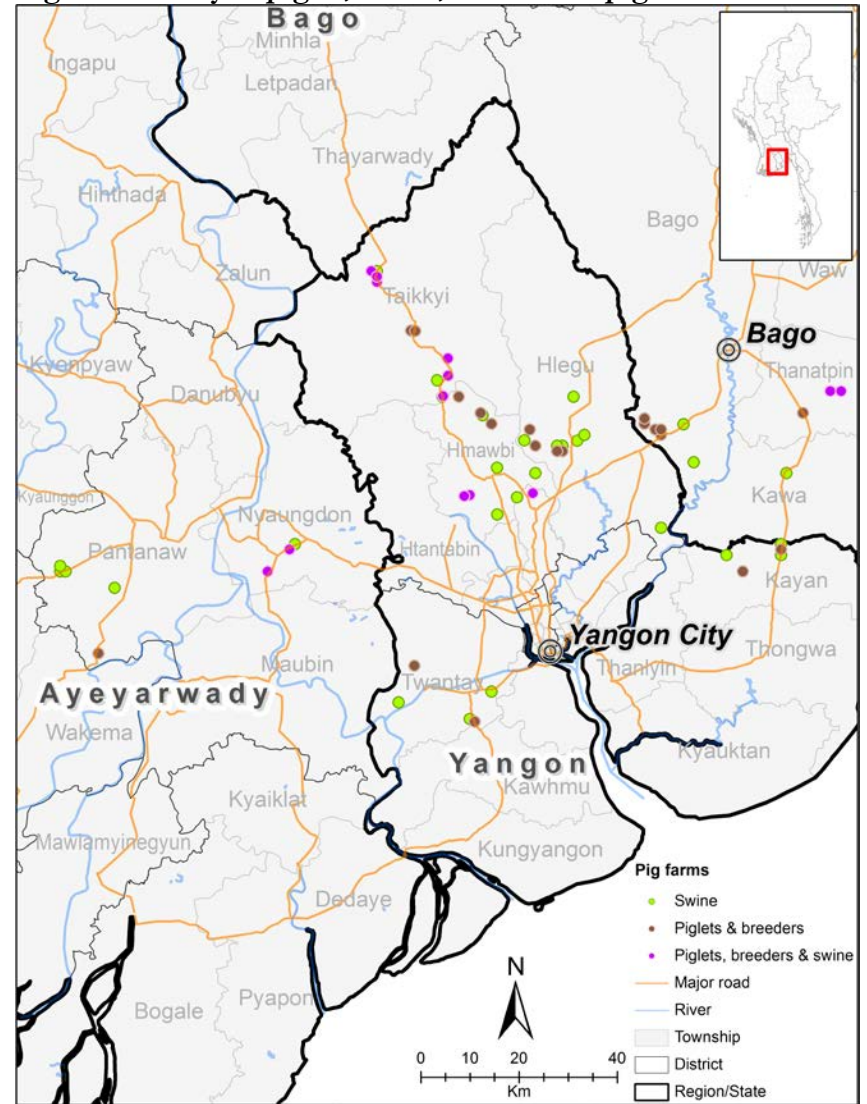 Bago
Minhla
Ingapu
Letpadan
Thayarwady
Hinthada
Bago
Zalun
Waw
Taikkyi
Bago
Kyonpyaw
Hlegu
Thanatpin
Danubyu
Hmawbi
Kyaunggon
Kawa
Nyaungdon
Pantanaw
Htantabin
Kayan
Yangon City
Thongwa
Maubin
Thanlyin
Twantay
Ayeyarwady
Wakema
Kyauktan
Yangon
Kawhmu
Kyaiklat
Mawlamyinegyun
Kungyangon
Dedaye
Pyapon
Bogale
Pig farms
Swine
Piglets & breeders
Piglets, breeders & swine
Major road
River
Township
District
Region/State
N
0 10 20 40
Km